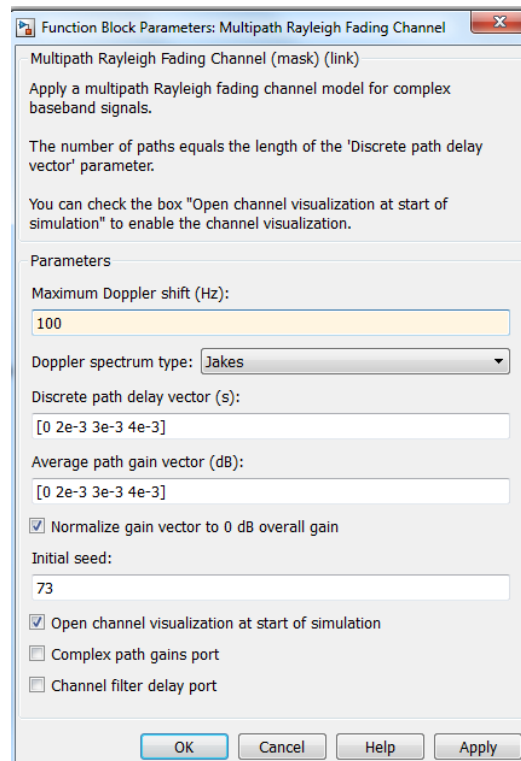 Function Block Parameters: Multipath Rayleigh Fading Channel
Multipath Rayleigh Fading Channel (mask) (link)
Apply a multipath Rayleigh fading channel model for complex
baseband signals.
The number of paths equals the length of the 'Discrete path delay
vector' parameter.
You can check the box "Open channel visualization at start of
simulation" to enable the channel visualization.
Parameters
Maximum Doppler shift (Hz):
100
Doppler spectrum type: Jakes
Discrete path delay vector (s):
[0 2e-3 3e-3 4e-3]
Average path gain vector (dB):
[0 2e-3 3e-3 4e-3]
Normalize gain vector to 0 dB overall gain
Initial seed:
73
Open channel visualization at start of simulation
Complex path gains port
Channel filter delay port
OK Cancel Help Apply